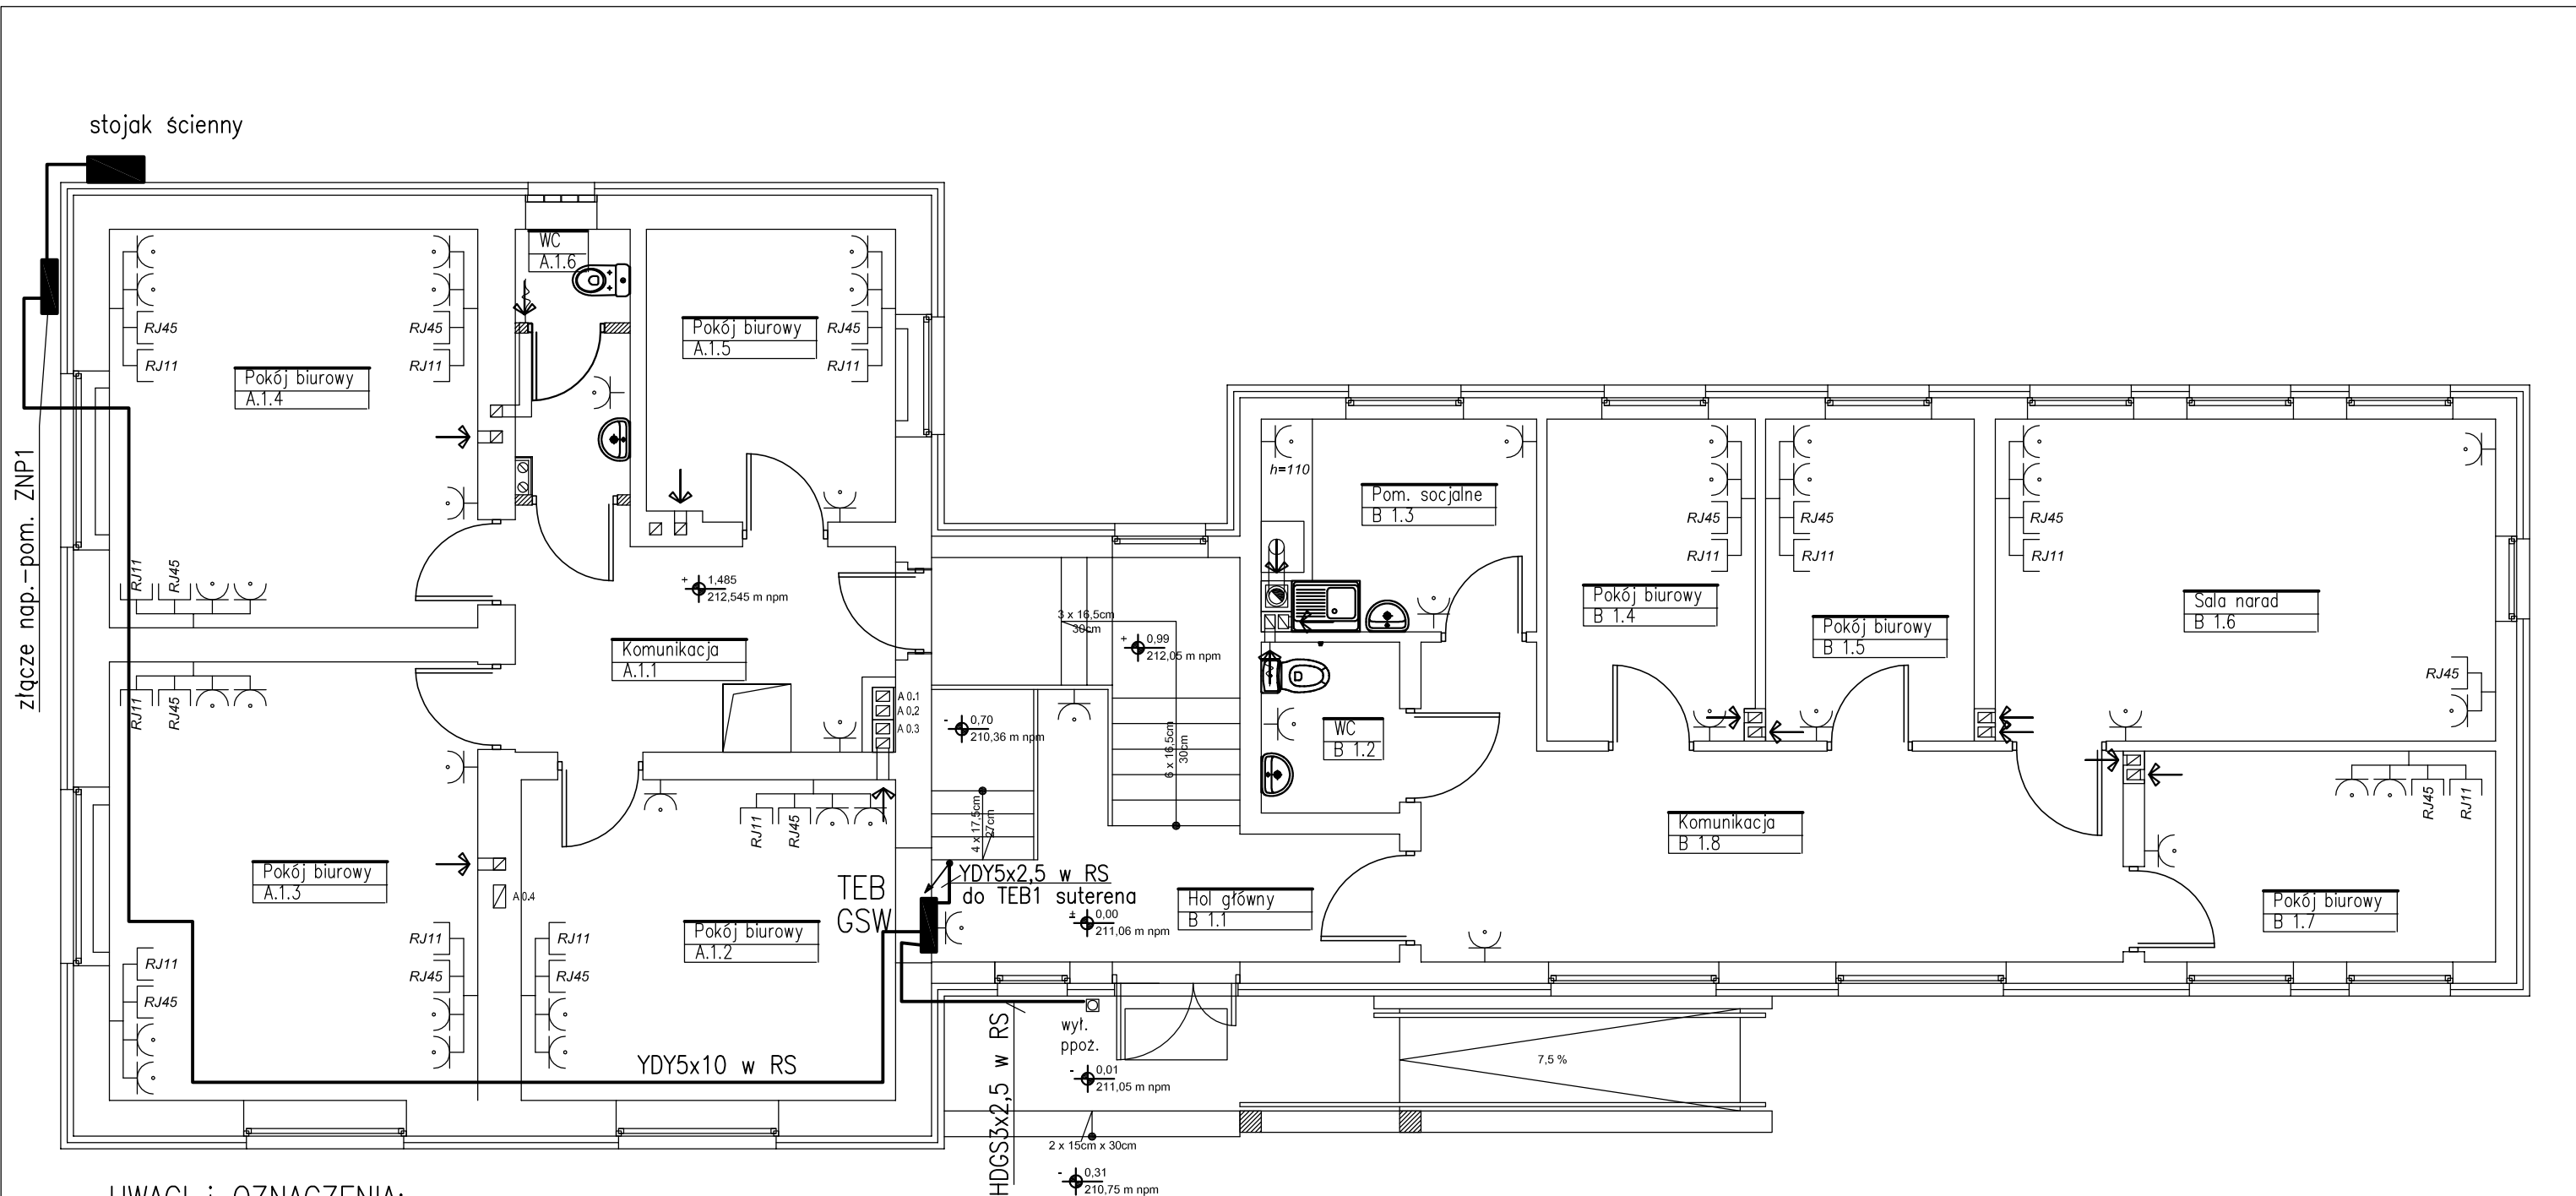 stojak ścienny
złącze nap.-pom. ZNP1
WC
A.1.6
Pokój biurowy
A.1.5
RJ45
RJ11
RJ45
RJ11
RJ45
RJ11
Pokój biurowy
A.1.4
RJ11
RJ45
RJ11
RJ45
+ 1,485
212,545 m npm
Komunikacja
A.1.1
A 0.1
A 0.2
A 0.3
3 x 16,5cm
30cm
+ 0,99
212,05 m npm
- 0,70
210,36 m npm
6 x 16,5cm
30cm
4 x 17,5cm
27cm
h=110
Pom. socjalne
B 1.3
WC
B 1.2
RJ45
RJ11
Pokój biurowy
B 1.4
RJ45
RJ11
Pokój biurowy
B 1.5
RJ45
RJ11
Sala narad
B 1.6
RJ45
Komunikacja
B 1.8
RJ45
RJ11
Pokój biurowy
B 1.7
Pokój biurowy
A.1.3
A 0.4
RJ11
RJ45
RJ11
RJ45
RJ11
RJ45
RJ11
RJ45
Pokój biurowy
A.1.2
TEB
GSW
YDY5x2,5 w RS
do TEB1 suterena
± 0,00
211,06 m npm
Hol główny
B 1.1
YDY5x10 w RS
HDGS3x2,5 w RS
wył.
ppoż.
- 0,01
211,05 m npm
7,5 %
2 x 15cm x 30cm
- 0,31
210,75 m npm
UWAGI i OZNACZENIA: